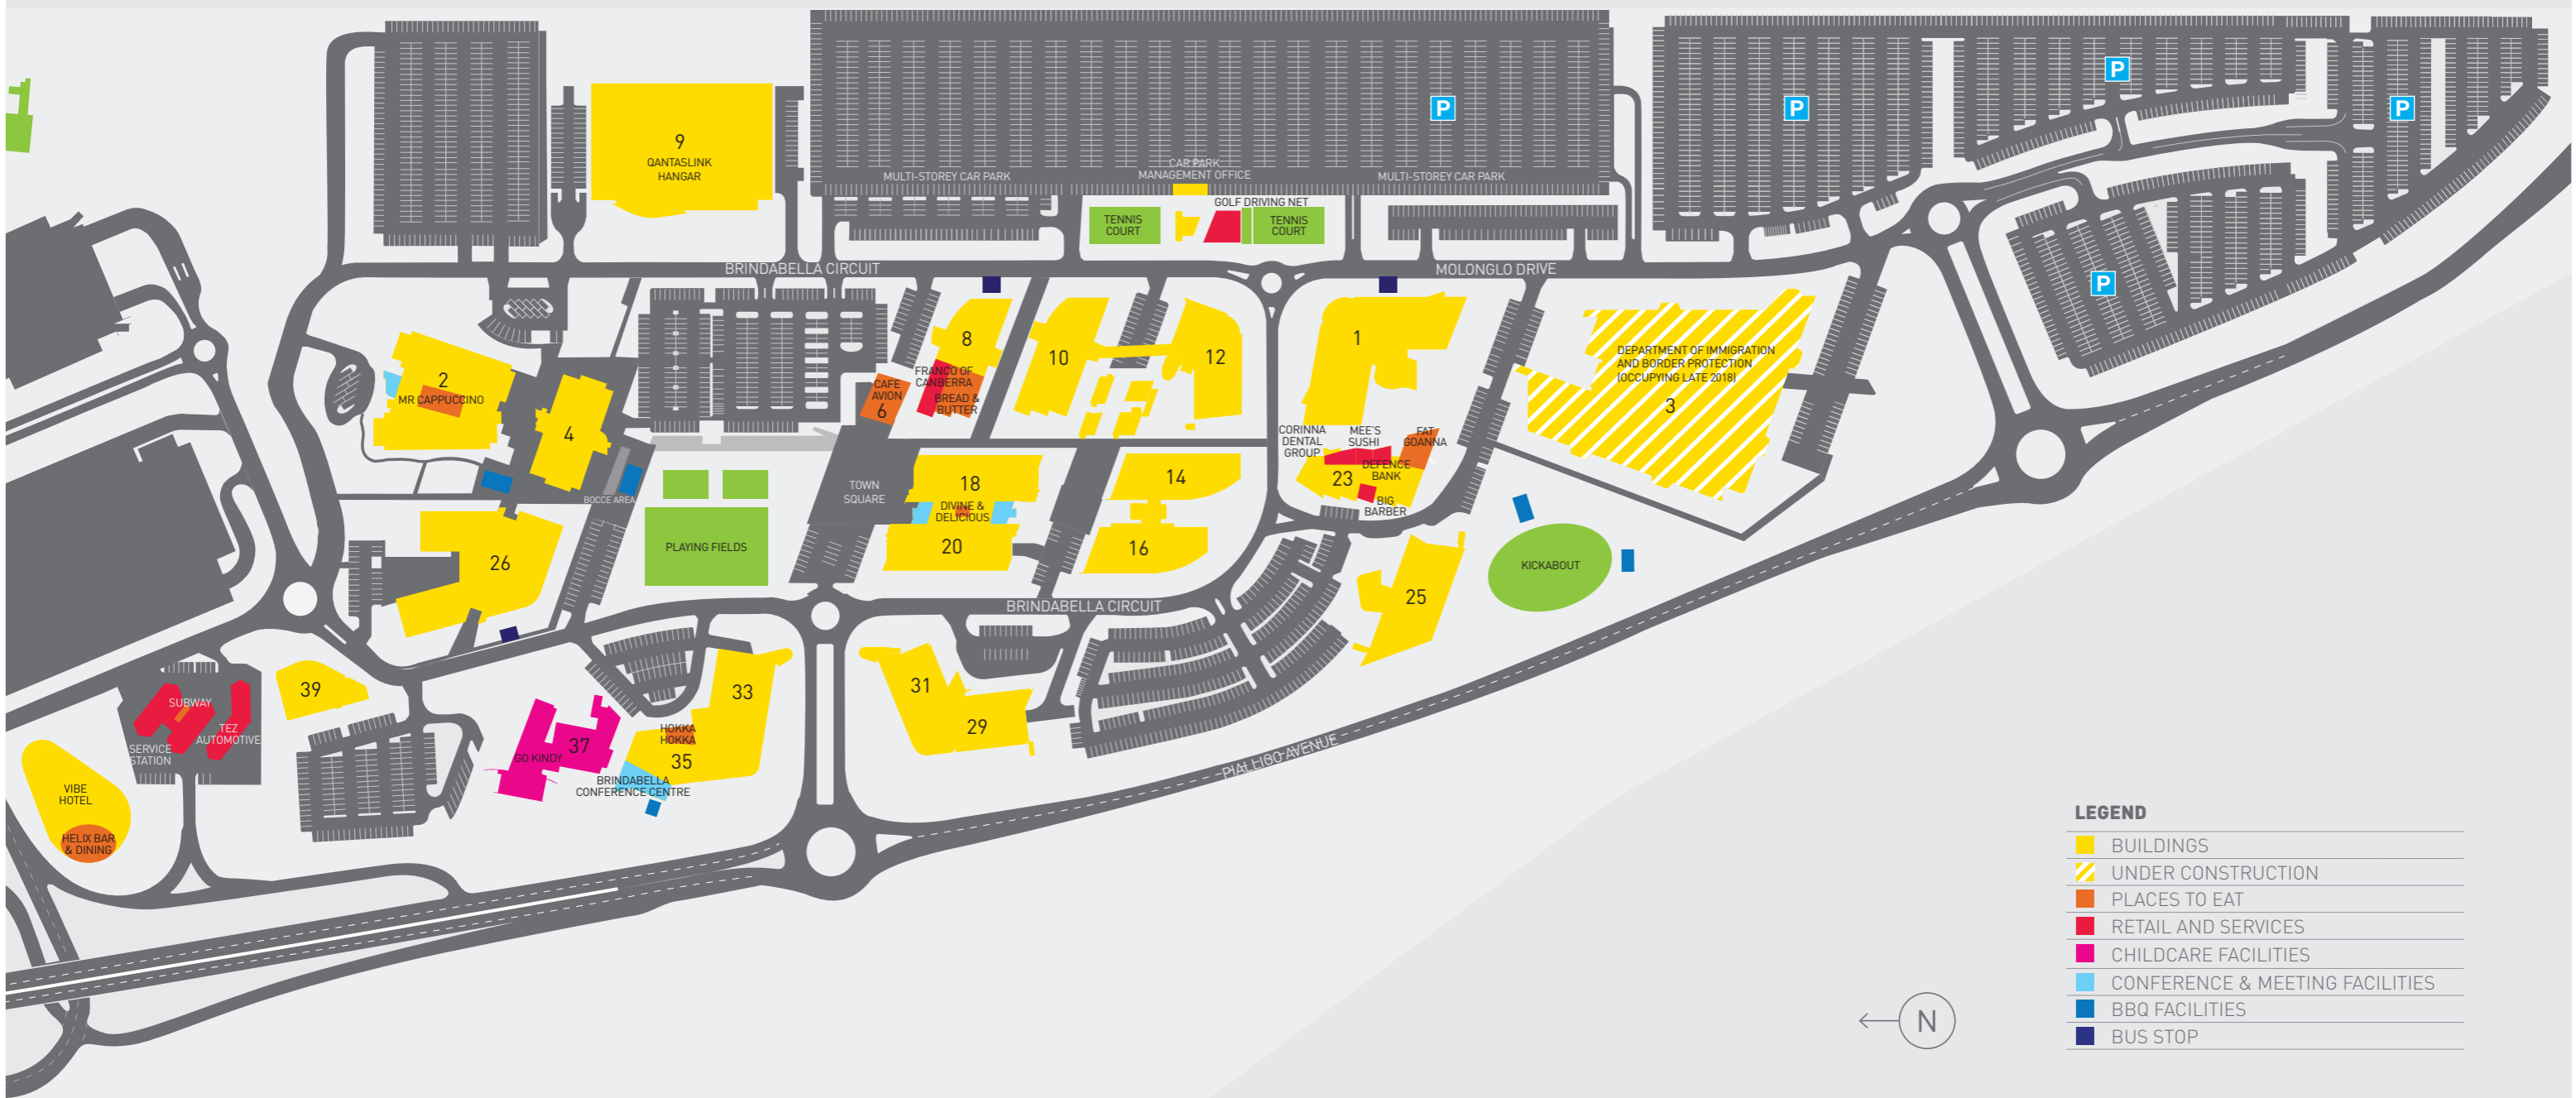 P
P
P
P
9
QANTASLINK
HANGAR
MULTI-STOREY CAR PARK
CAR PARK
MANAGEMENT OFFICE
MULTI-STOREY CAR PARK
GOLF DRIVING NET
TENNIS
COURT
TENNIS
COURT
BRINDABELLA CIRCUIT
MOLONGLO DRIVE
P
2
MR CAPPUCCINO
4
CAFE
AVION
6
8
FRANCO OF
CANBERRA
BREAD &
BUTTER
10
12
1
DEPARTMENT OF IMMIGRATION
AND BORDER PROTECTION
(OCCUPYING LATE 2018)
3
CORINNA
DENTAL
GROUP
MEE'S
SUSHI
FAT
GOANNA
DEFENCE
BANK
23
BIG
BARBER
BOCCE AREA
TOWN
SQUARE
18
DIVINE &
DELICIOUS
20
14
16
PLAYING FIELDS
26
KICKABOUT
25
BRINDABELLA CIRCUIT
39
SUBWAY
TEZ
AUTOMOTIVE
SERVICE
STATION
VIBE
HOTEL
HELIX BAR
& DINING
37
GO KINDY
33
HOKKA
HOKKA
35
BRINDABELLA
CONFERENCE CENTRE
31
29
PIALLIGO AVENUE
N
LEGEND
BUILDINGS
UNDER CONSTRUCTION
PLACES TO EAT
RETAIL AND SERVICES
CHILDCARE FACILITIES
CONFERENCE & MEETING FACILITIES
BBQ FACILITIES
BUS STOP